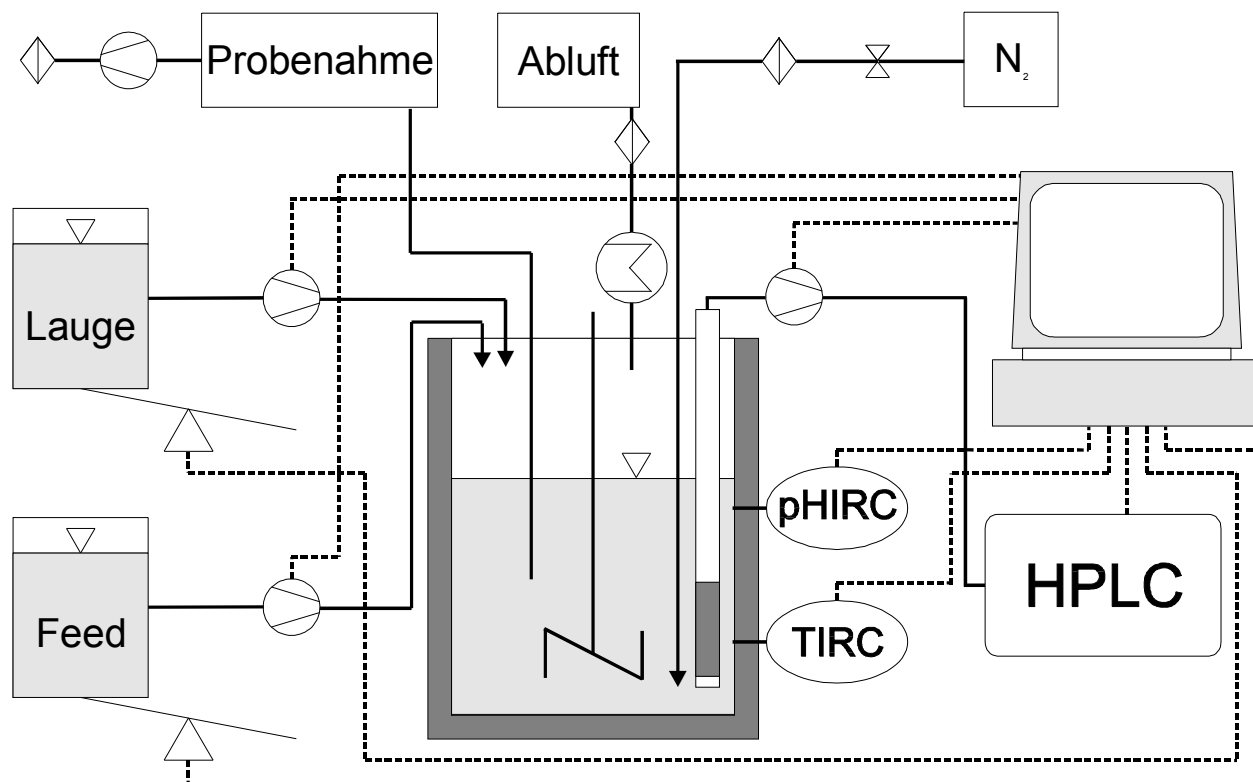 Probenahme
Abluft
N₂
Lauge
pHIRC
HPLC
Feed
TIRC